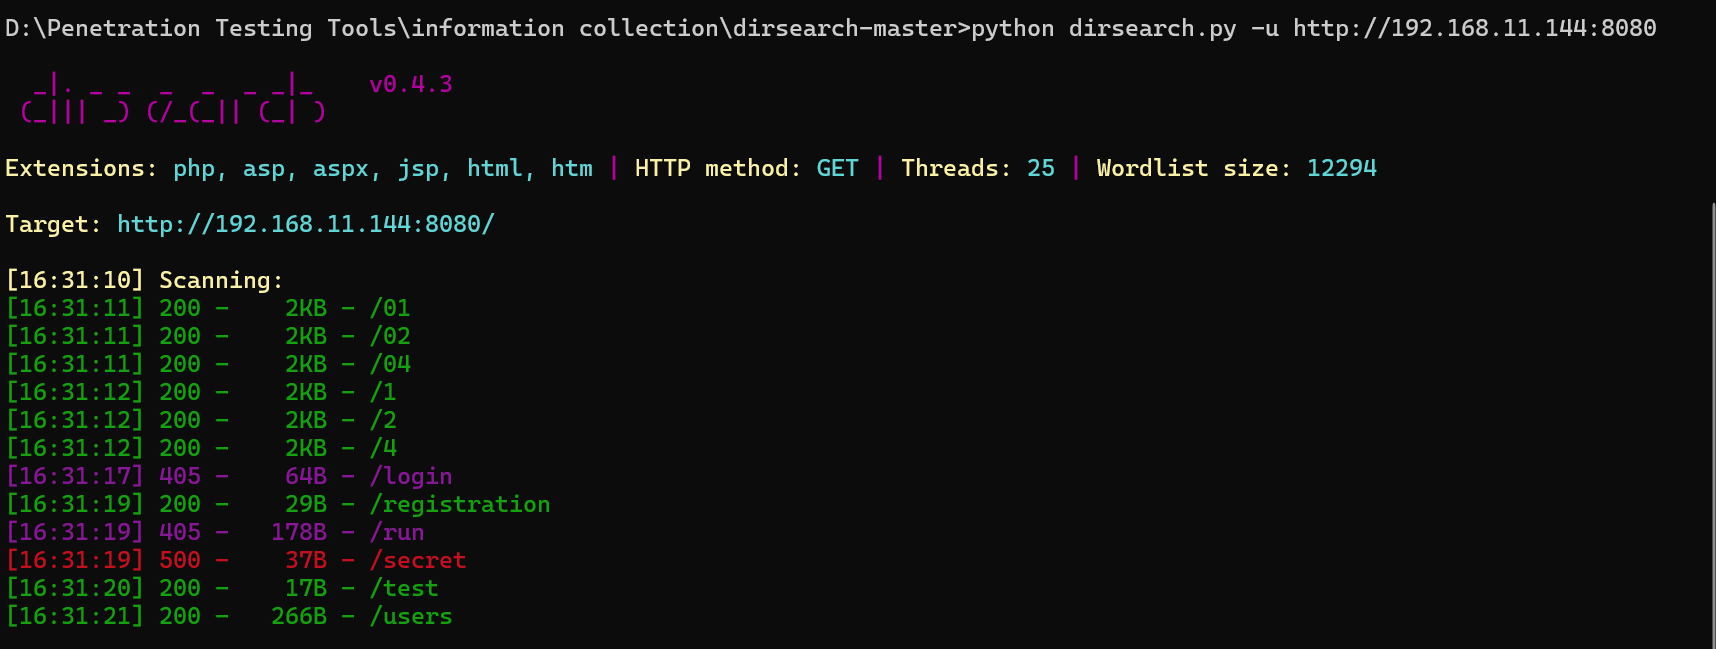 D:\Penetration Testing Tools\information collection\dirsearch-master>python dirsearch.py -u http://192.168.11.144:8080
  _|. _ _  _  _  _ _|_    v0.4.3
 (_||| _) (/_(_|| (_| )
Extensions: php, asp, aspx, jsp, html, htm | HTTP method: GET | Threads: 25 | Wordlist size: 12294
Target: http://192.168.11.144:8080/
[16:31:10] Scanning:
[16:31:11] 200 -    2KB - /01
[16:31:11] 200 -    2KB - /02
[16:31:11] 200 -    2KB - /04
[16:31:12] 200 -    2KB - /1
[16:31:12] 200 -    2KB - /2
[16:31:12] 200 -    2KB - /4
[16:31:17] 405 -    64B - /login
[16:31:19] 200 -    29B - /registration
[16:31:19] 405 -   178B - /run
[16:31:19] 500 -    37B - /secret
[16:31:20] 200 -    17B - /test
[16:31:21] 200 -   266B - /users